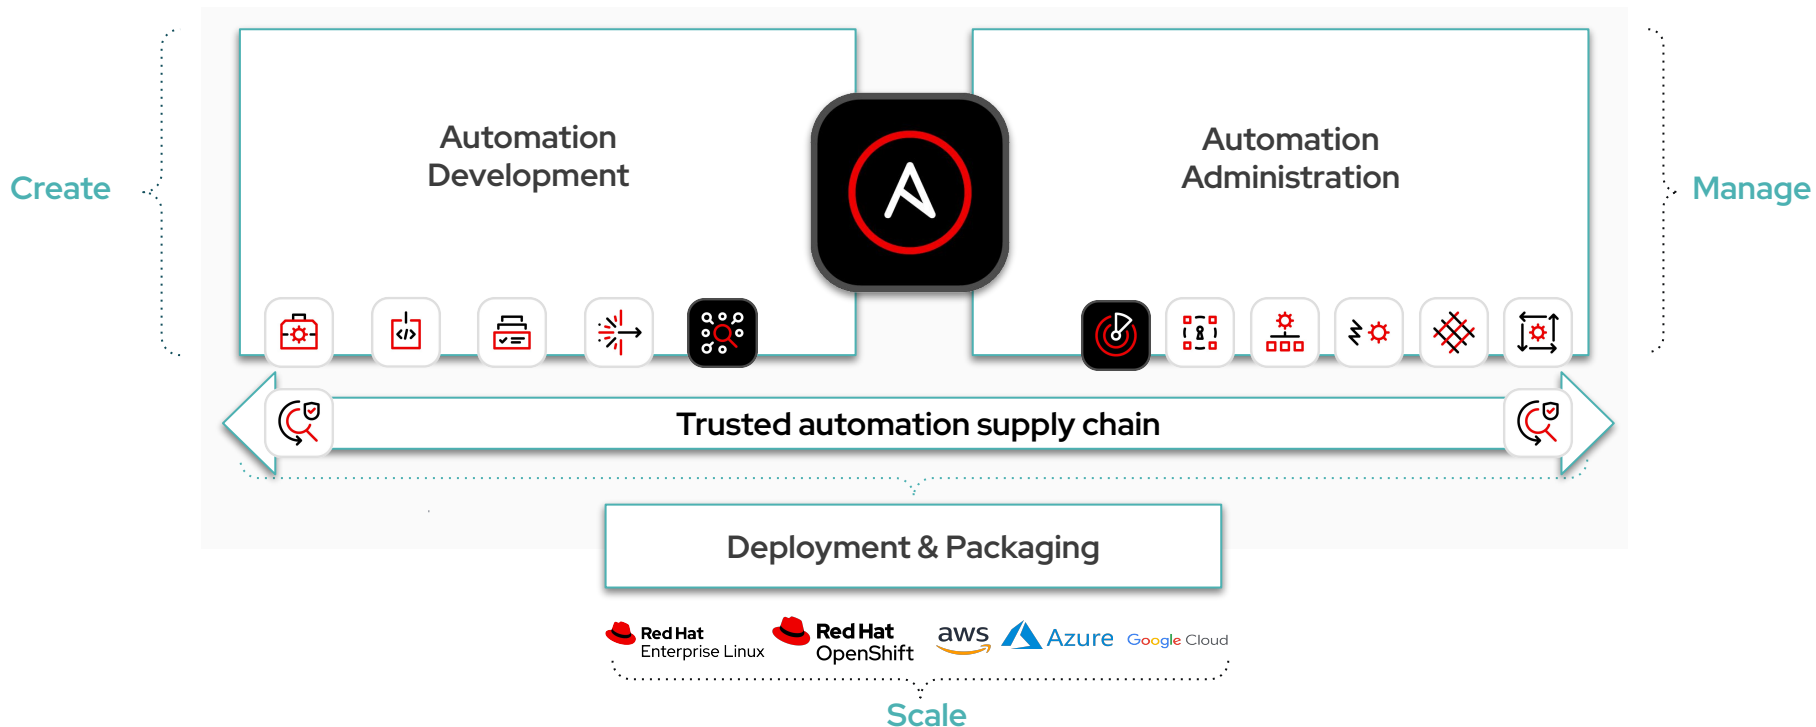 Automation
Development
Automation
Administration
Create
Manage
</>
Trusted automation supply chain
Deployment & Packaging
Red Hat
Enterprise Linux
Red Hat
OpenShift
aws
Azure
Google Cloud
Scale